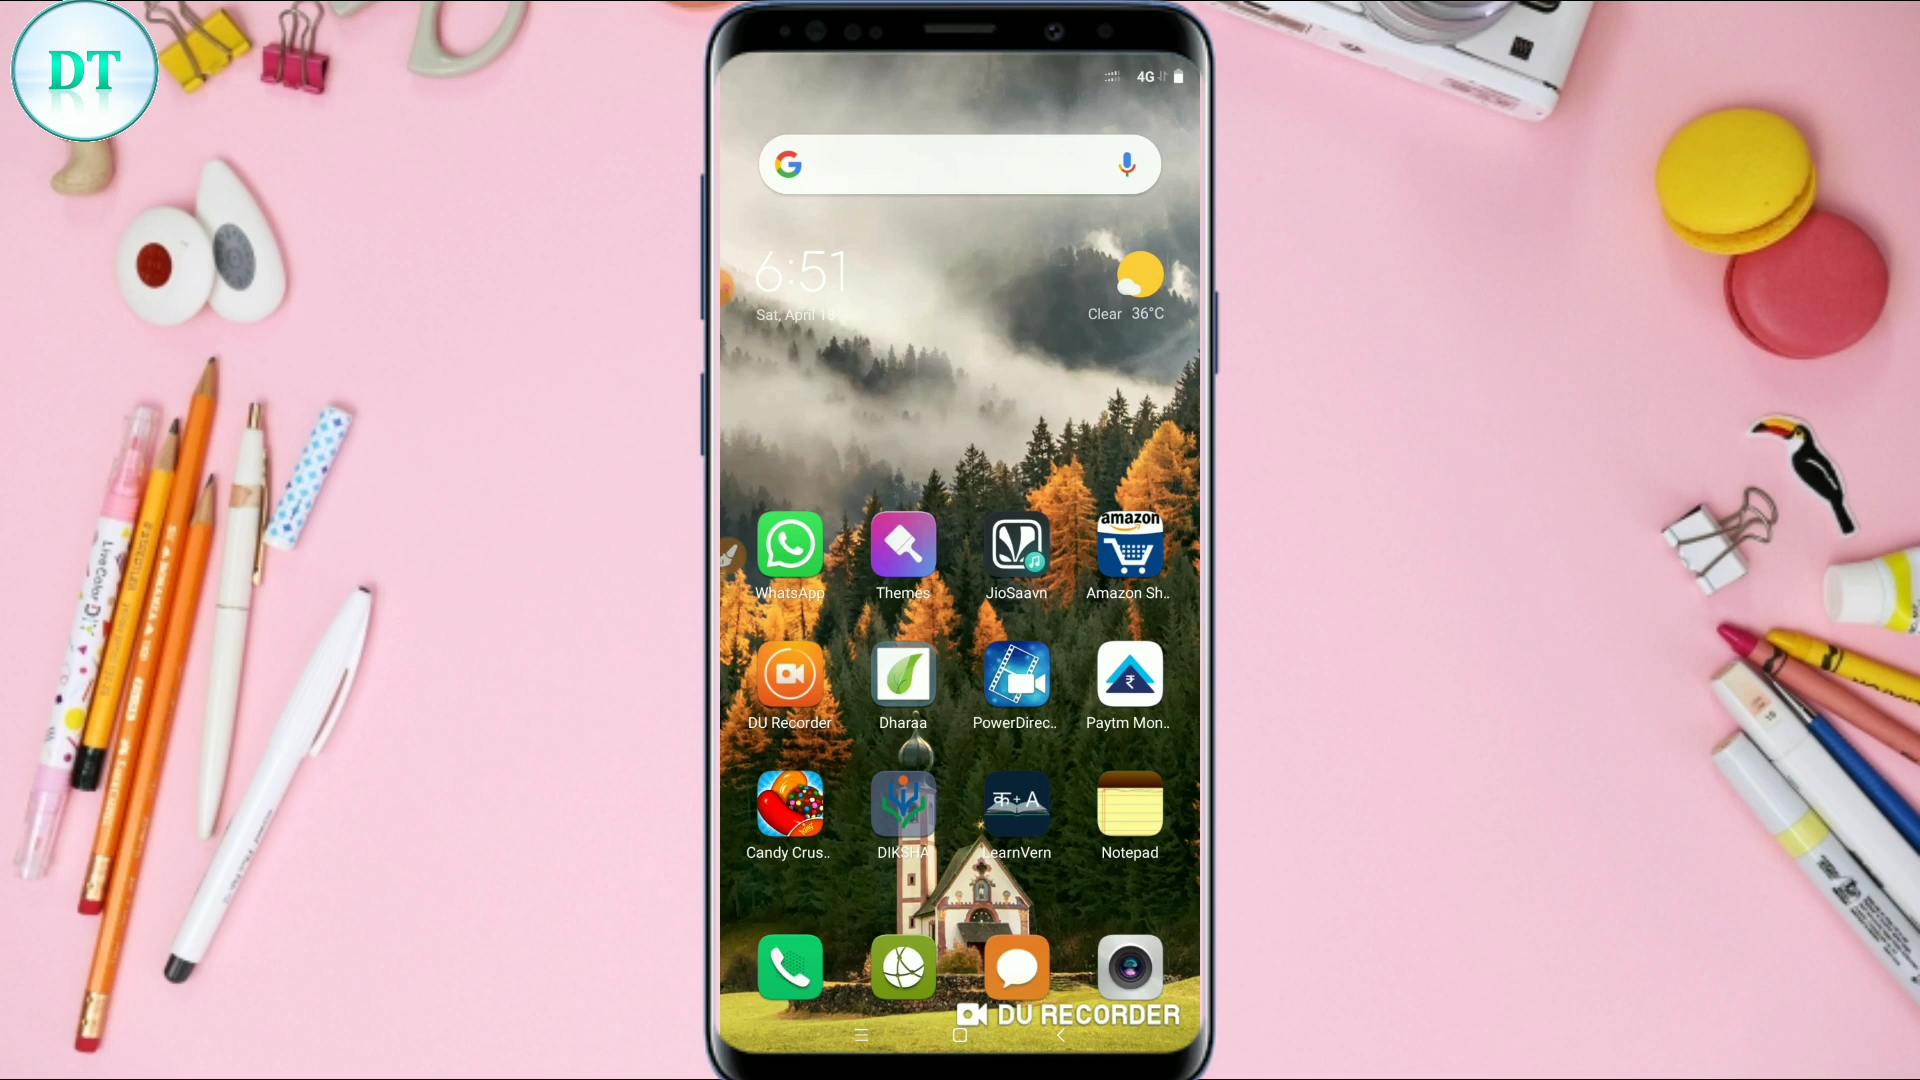 DT
4G
G
6:51
Sat, April 18
Clear 36°C
amazon
WhatsApp
Themes
JioSaavn
Amazon Sh..
₹
DU Recorder
Dharaa
PowerDirec..
Paytm Mon..
क + A
Candy Crus..
DIKSHA
LearnVern
Notepad
DU RECORDER